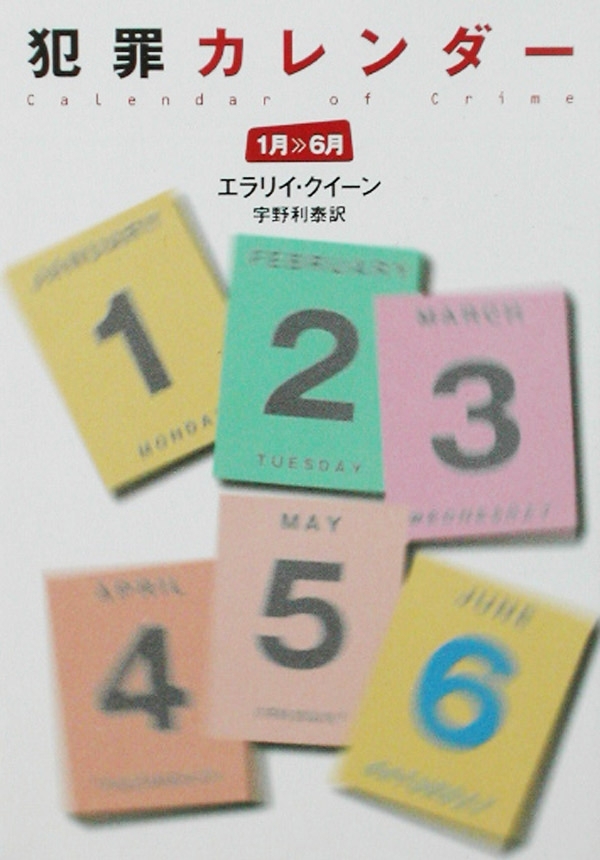 犯罪カレンダー
Calendar of Crime
1月≫6月
エラリイ・クイーン
宇野利泰訳
JANUARY
1
MONDAY
FEBRUARY
2
TUESDAY
MARCH
3
WEDNESDAY
APRIL
4
MAY
5
JUNE
6